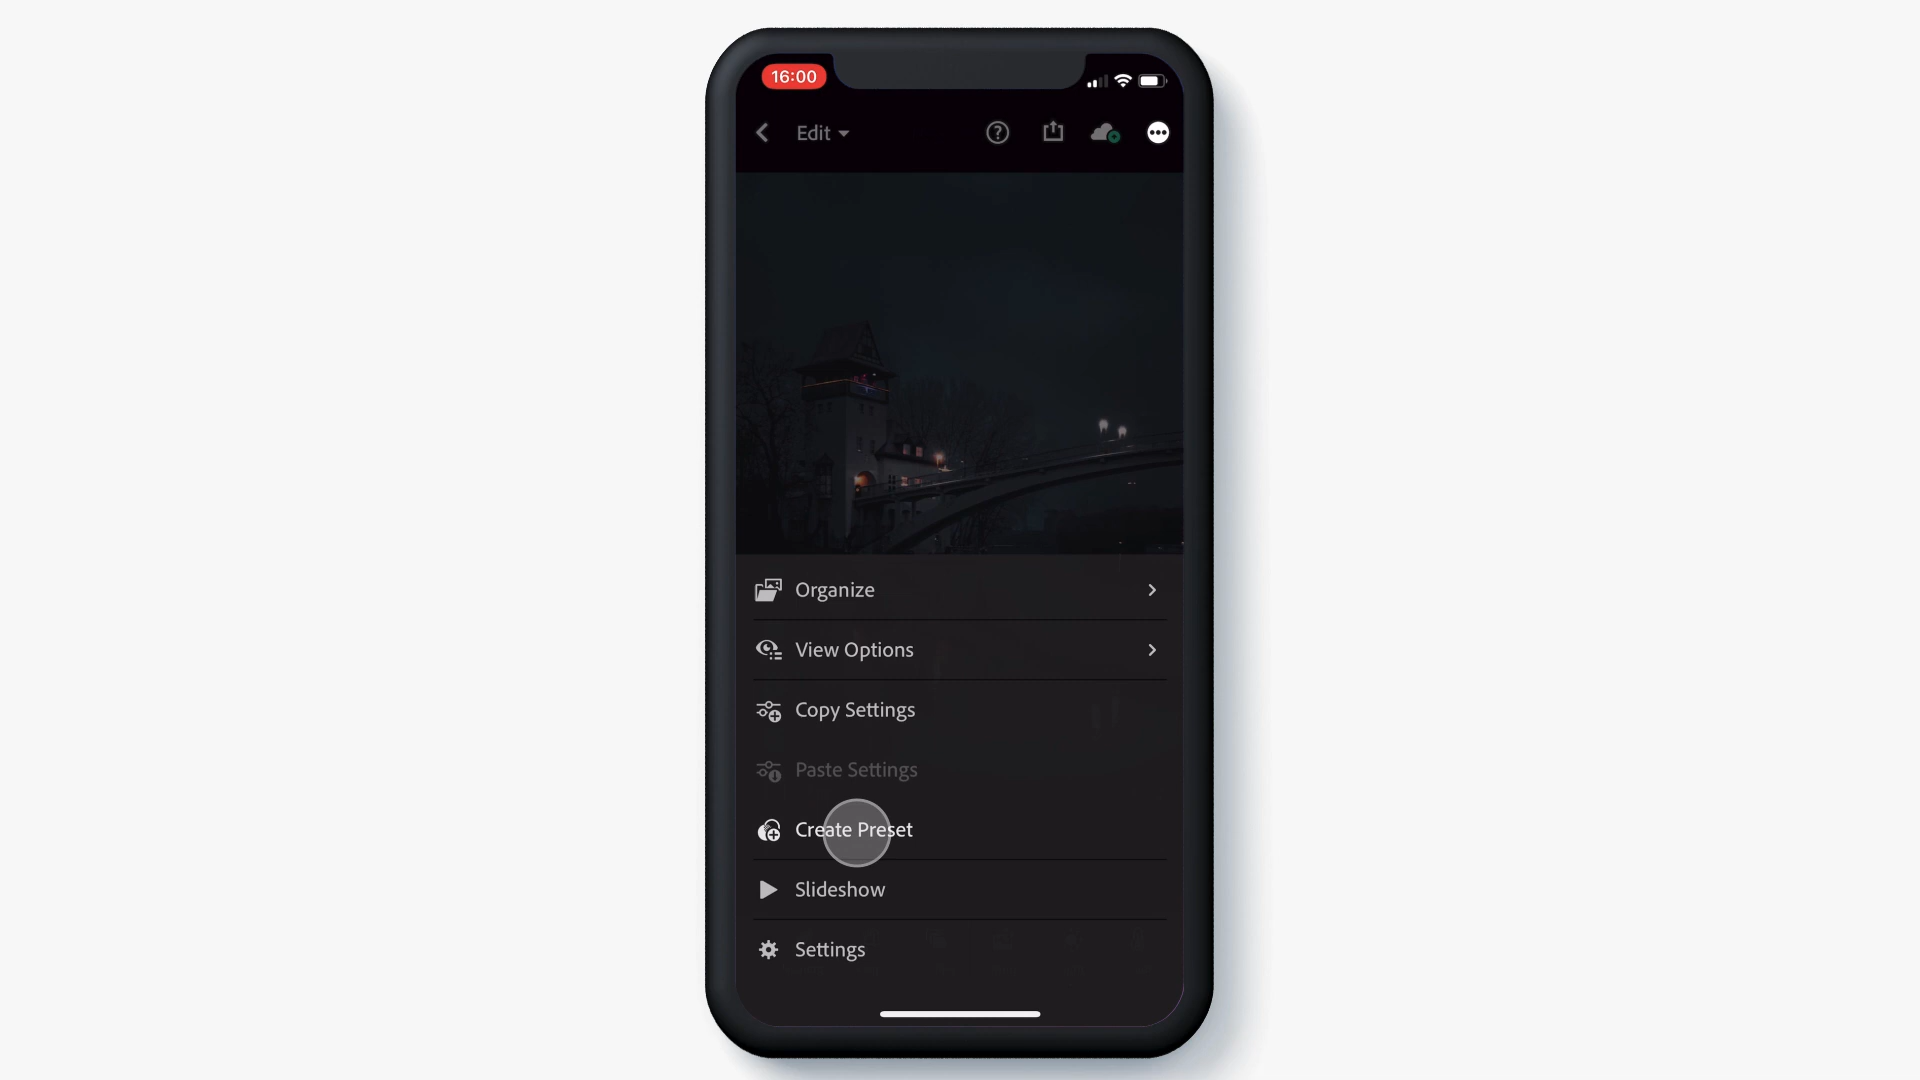 16:00
Edit
Organize
View Options
Copy Settings
Paste Settings
Create Preset
Slideshow
Settings